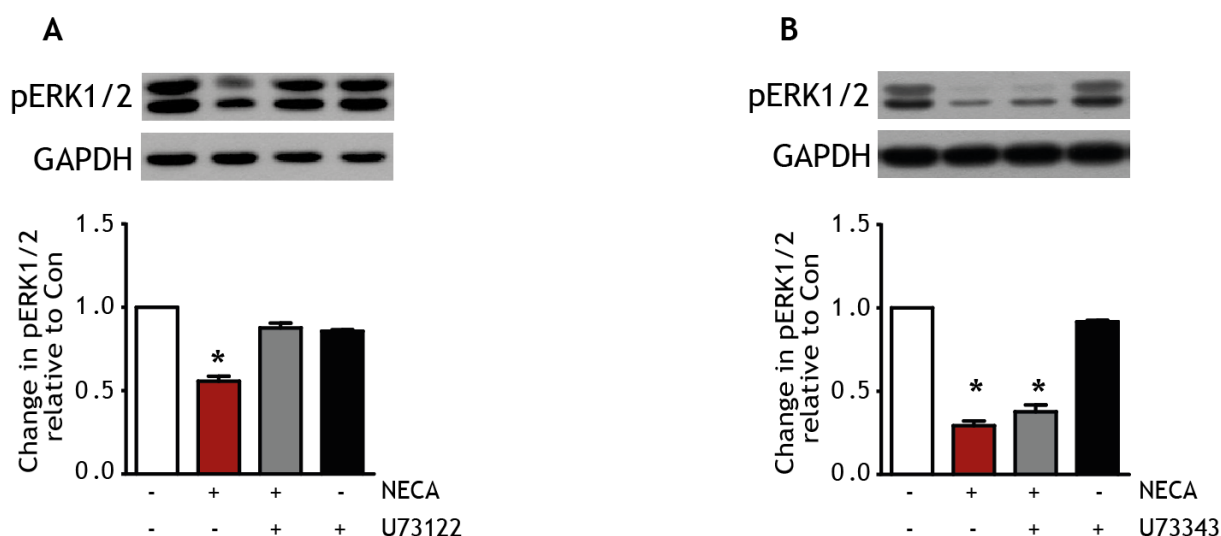 A
pERK1/2
GAPDH
Change in pERK1/2
relative to Con
1.5
1.0
0.5
0.0
*
- + + - NECA
- - + + U73122
B
pERK1/2
GAPDH
Change in pERK1/2
relative to Con
1.5
1.0
0.5
0.0
* *
- + + - NECA
- - + + U73343